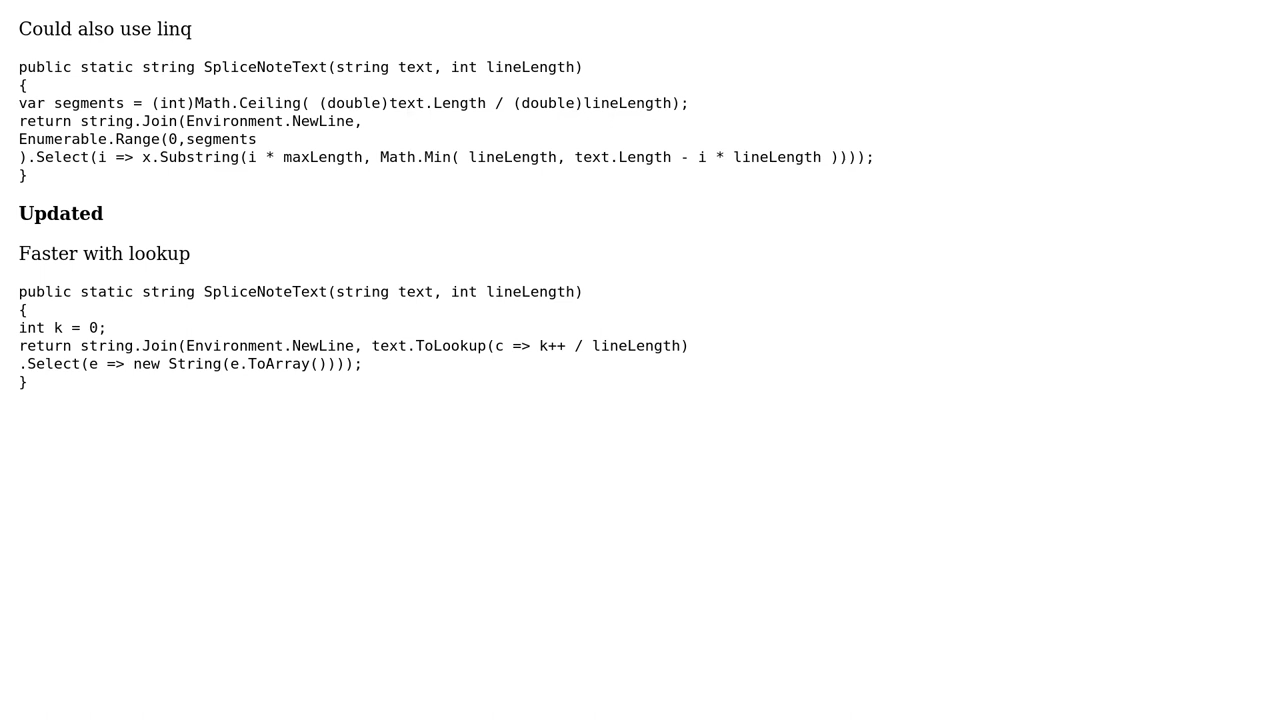 Could also use linq
public static string SpliceNoteText(string text, int lineLength)
{
var segments = (int)Math.Ceiling( (double)text.Length / (double)lineLength);
return string.Join(Environment.NewLine,
Enumerable.Range(0,segments
).Select(i => x.Substring(i * maxLength, Math.Min( lineLength, text.Length - i * lineLength ))));
}
Updated
Faster with lookup
public static string SpliceNoteText(string text, int lineLength)
{
int k = 0;
return string.Join(Environment.NewLine, text.ToLookup(c => k++ / lineLength)
.Select(e => new String(e.ToArray())));
}